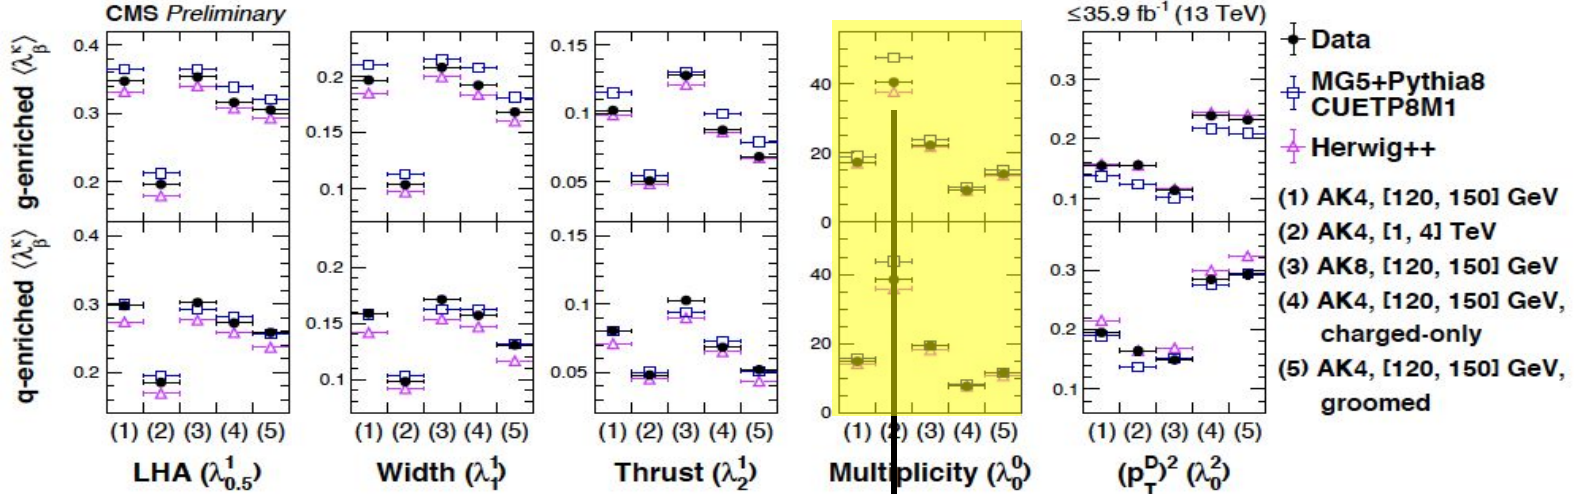 CMS Preliminary
≤35.9 fb⁻¹ (13 TeV)
g-enriched ⟨λ_β^κ⟩
0.4
0.3
0.2
0.2
0.15
0.1
0.15
0.1
0.05
40
20
0
0.3
0.2
0.1
q-enriched ⟨λ_β^κ⟩
0.4
0.3
0.2
0.2
0.15
0.1
0.15
0.1
0.05
40
20
0
0.3
0.2
0.1
(1) (2) (3) (4) (5)
(1) (2) (3) (4) (5)
(1) (2) (3) (4) (5)
(1) (2) (3) (4) (5)
(1) (2) (3) (4) (5)
LHA (λ¹₀.₅)
Width (λ¹₁)
Thrust (λ¹₂)
Multiplicity (λ⁰₀)
(p_T^D)² (λ²₀)
Data
MG5+Pythia8
CUETP8M1
Herwig++
(1) AK4, [120, 150] GeV
(2) AK4, [1, 4] TeV
(3) AK8, [120, 150] GeV
(4) AK4, [120, 150] GeV,
charged-only
(5) AK4, [120, 150] GeV,
groomed